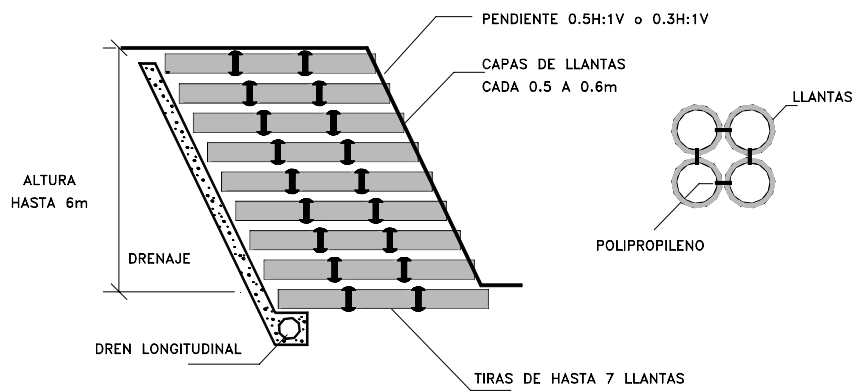 PENDIENTE 0.5H:1V o 0.3H:1V
CAPAS DE LLANTAS
CADA 0.5 A 0.6m
LLANTAS
ALTURA
HASTA 6m
POLIPROPILENO
DRENAJE
DREN LONGITUDINAL
TIRAS DE HASTA 7 LLANTAS